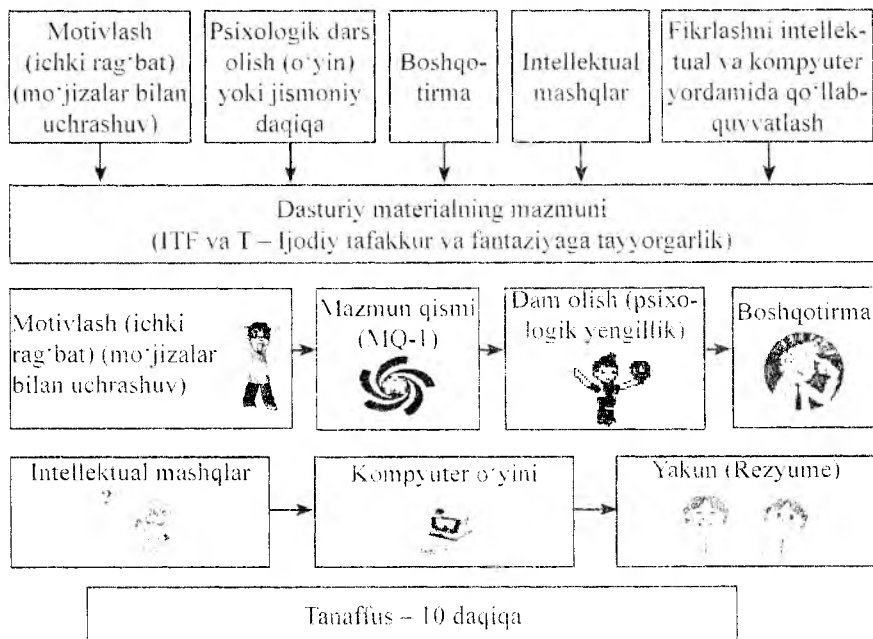 Motivlash
(ichki rag‘bat)
(mo‘jizalar bilan
uchrashuv)
Psixologik dars
olish (o‘yin)
yoki jismoniy
daqiqa
Boshqo-
tirma
Intellektual
mashqlar
Fikrlashni intellek-
tual va kompyuter
yordamida qo‘llab-
quvvatlash
Dasturiy materialning mazmuni
(ITF va T – Ijodiy tafakkur va fantaziyaga tayyorgarlik)
Motivlash (ichki
rag‘bat) (mo‘jizalar
bilan uchrashuv)
Mazmun qismi
(MQ-1)
Dam olish (psixo-
logik yengillik)
Boshqotirma
Intellektual mashqlar
?
Kompyuter o‘yini
Yakun (Rezyume)
Tanaffus – 10 daqiqa